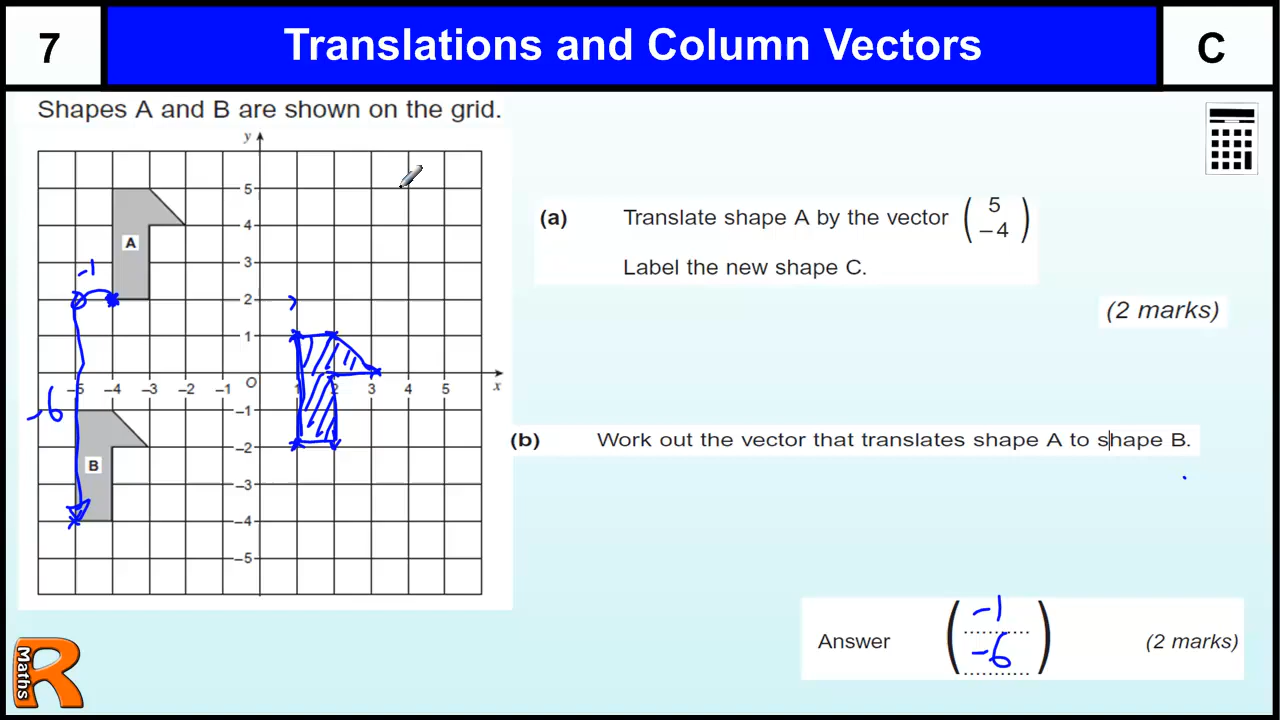 7
Translations and Column Vectors
C
Shapes A and B are shown on the grid.
y
5
4
3
2
1
O
-5 -4 -3 -2 -1 1 2 3 4 5 x
-1
-2
-3
-4
-5
A
B
-1
-6
(a) Translate shape A by the vector ( 5
-4 )
Label the new shape C.
(2 marks)
(b) Work out the vector that translates shape A to shape B.
Answer ( -1
-6 ) (2 marks)
Maths
R